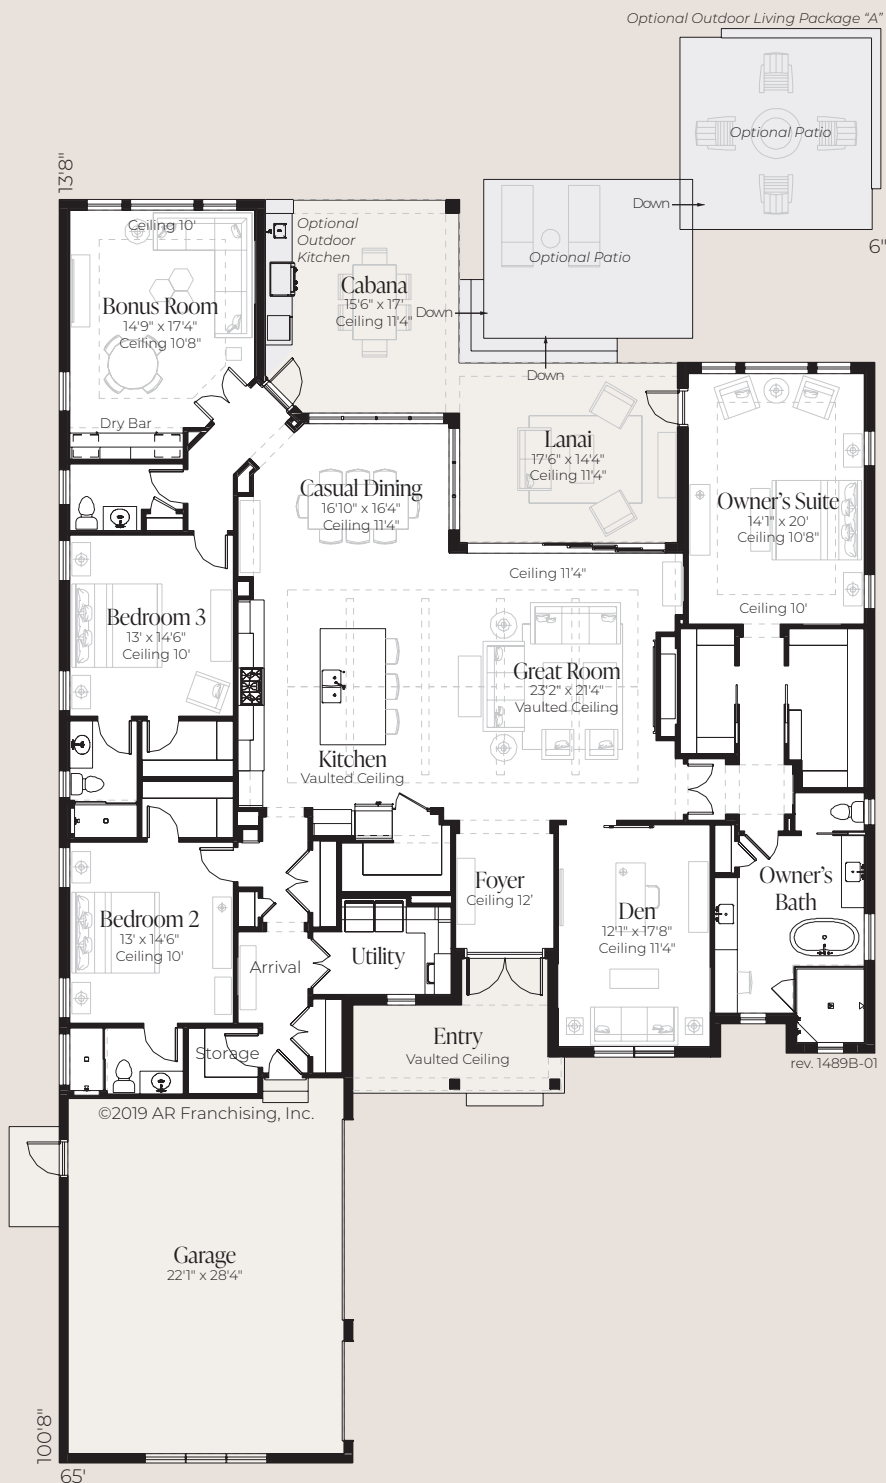 Optional Outdoor Living Package “A”
Optional Patio
13'8"
Down
Ceiling 10'
Optional
Outdoor
Kitchen
6"
Optional Patio
Cabana
15'6" x 17'
Ceiling 11'4"
Down
Bonus Room
14'9" x 17'4"
Ceiling 10'8"
Down
Dry Bar
Lanai
17'6" x 14'4"
Ceiling 11'4"
Casual Dining
16'10" x 16'4"
Ceiling 11'4"
Owner's Suite
14'1" x 20'
Ceiling 10'8"
Ceiling 11'4"
Ceiling 10'
Bedroom 3
13' x 14'6"
Ceiling 10'
Great Room
23'2" x 21'4"
Vaulted Ceiling
Kitchen
Vaulted Ceiling
Foyer
Ceiling 12'
Owner's
Bath
Den
12'1" x 17'8"
Ceiling 11'4"
Bedroom 2
13' x 14'6"
Ceiling 10'
Utility
Arrival
Entry
Vaulted Ceiling
Storage
rev. 1489B-01
©2019 AR Franchising, Inc.
Garage
22'1" x 28'4"
100'8"
65'